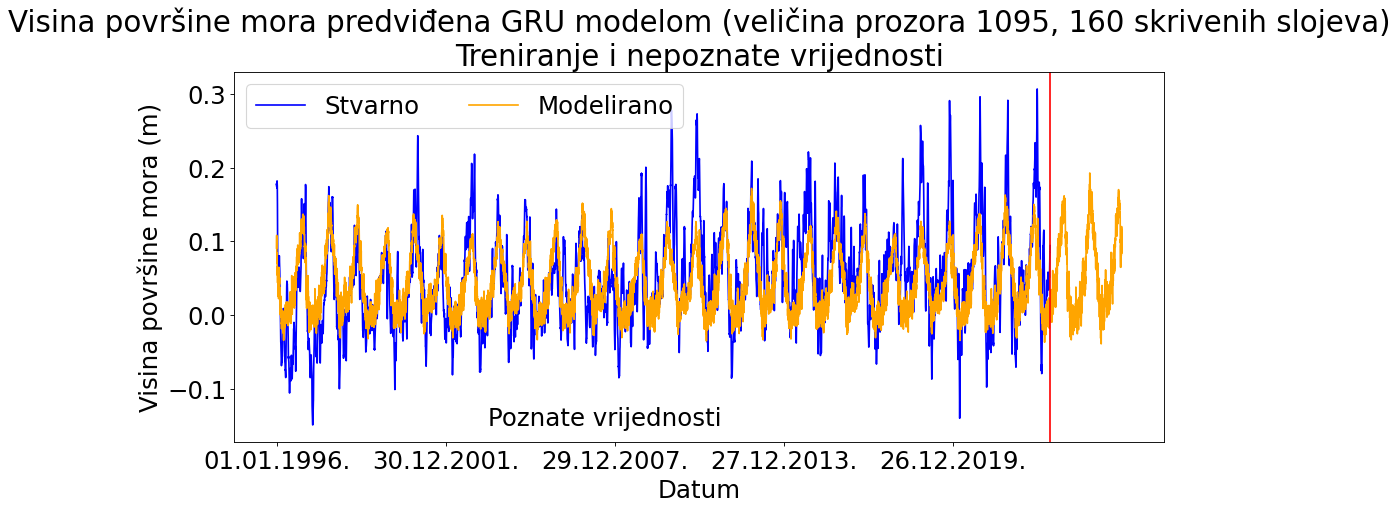 Visina površine mora predviđena GRU modelom (veličina prozora 1095, 160 skrivenih slojeva)
Treniranje i nepoznate vrijednosti
Stvarno
Modelirano
Visina površine mora (m)
0.3
0.2
0.1
0.0
−0.1
Poznate vrijednosti
01.01.1996.
30.12.2001.
29.12.2007.
27.12.2013.
26.12.2019.
Datum